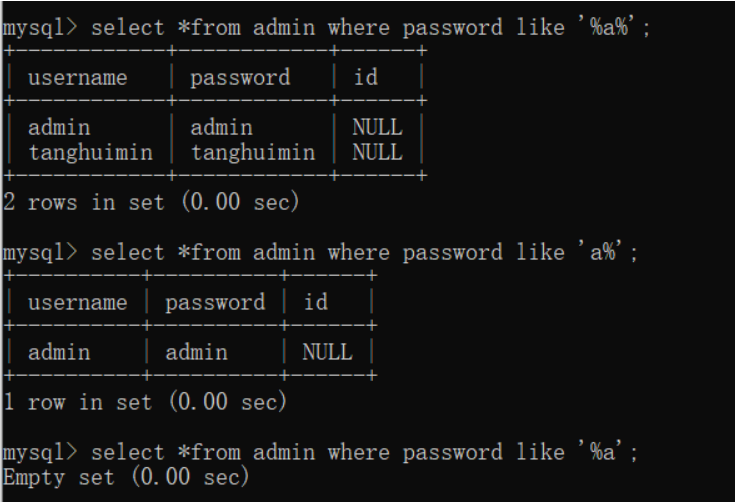 mysql> select *from admin where password like '%a%';
+------------+------------+------+
| username   | password   | id   |
+------------+------------+------+
| admin      | admin      | NULL |
| tanghuimin | tanghuimin | NULL |
+------------+------------+------+
2 rows in set (0.00 sec)
mysql> select *from admin where password like 'a%';
+----------+----------+------+
| username | password | id   |
+----------+----------+------+
| admin    | admin    | NULL |
+----------+----------+------+
1 row in set (0.00 sec)
mysql> select *from admin where password like '%a';
Empty set (0.00 sec)